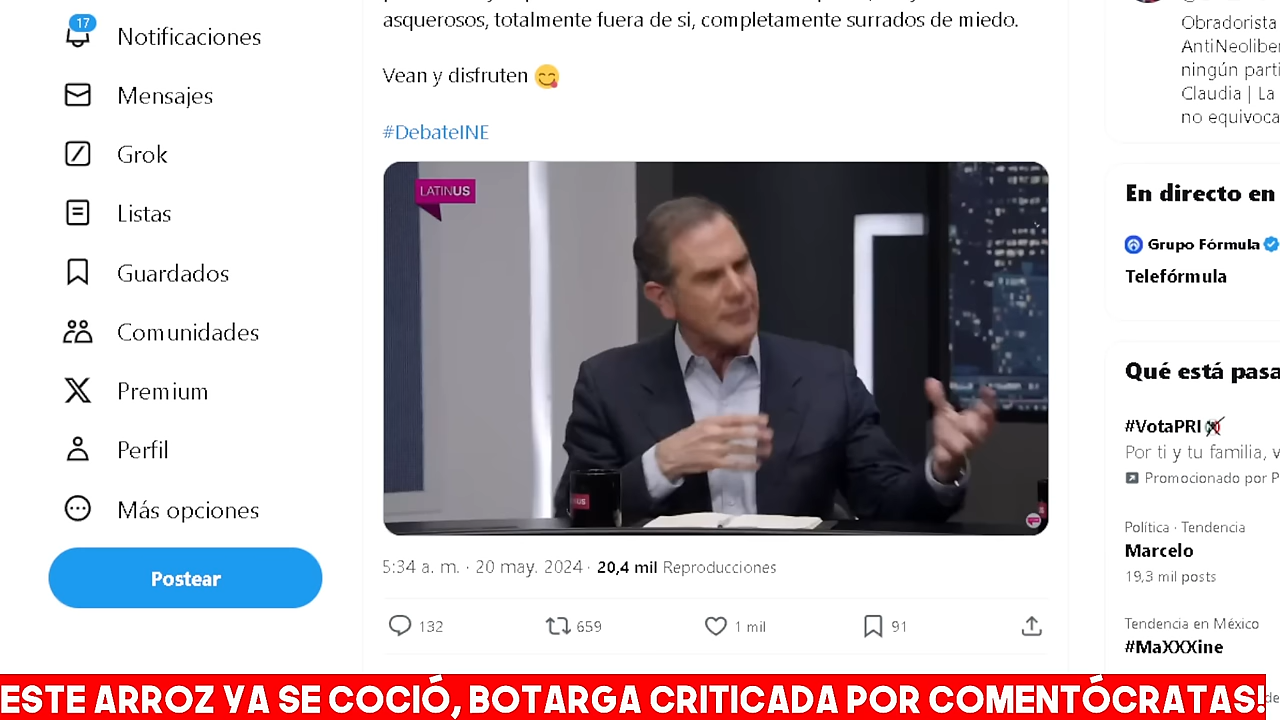 17
Notificaciones
Mensajes
Grok
Listas
Guardados
Comunidades
Premium
Perfil
Más opciones
Postear
asquerosos, totalmente fuera de si, completamente surrados de miedo.
Vean y disfruten 😋
#DebateINE
LATINUS
5:34 a. m. · 20 may. 2024 · 20,4 mil Reproducciones
132
659
1 mil
91
Obradorista
AntiNeoliber
ningún parti
Claudia | La
no equivoca
En directo en
Grupo Fórmula
Telefórmula
Qué está pasa
#VotaPRI
Por ti y tu familia, v
Promocionado por P
Política · Tendencia
Marcelo
19,3 mil posts
Tendencia en México
#MaXXXine
ESTE ARROZ YA SE COCIÓ, BOTARGA CRITICADA POR COMENTÓCRATAS!